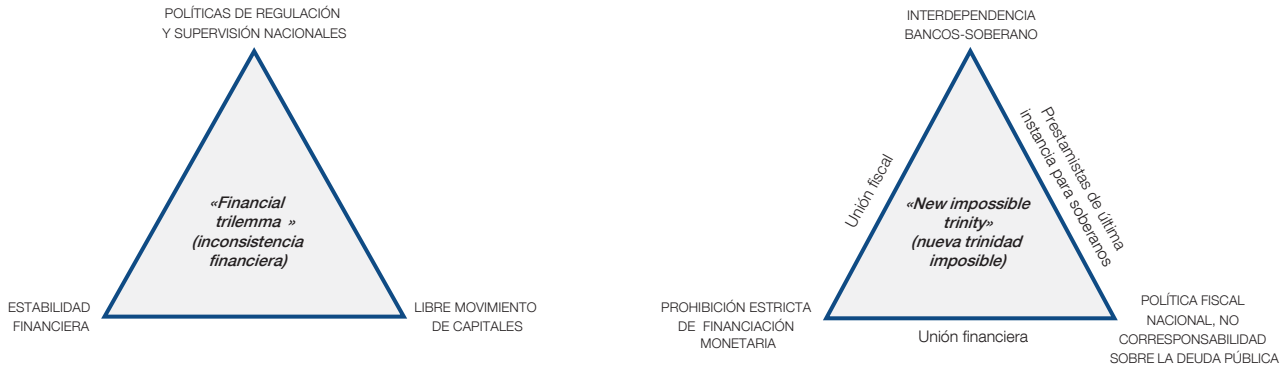 POLÍTICAS DE REGULACIÓN
Y SUPERVISIÓN NACIONALES
«Financial
trilemma »
(inconsistencia
financiera)
ESTABILIDAD
FINANCIERA
LIBRE MOVIMIENTO
DE CAPITALES
INTERDEPENDENCIA
BANCOS-SOBERANO
Unión fiscal
Prestamistas de última
instancia para soberanos
«New impossible
trinity»
(nueva trinidad
imposible)
PROHIBICIÓN ESTRICTA
DE FINANCIACIÓN
MONETARIA
Unión financiera
POLÍTICA FISCAL
NACIONAL, NO
CORRESPONSABILIDAD
SOBRE LA DEUDA PÚBLICA